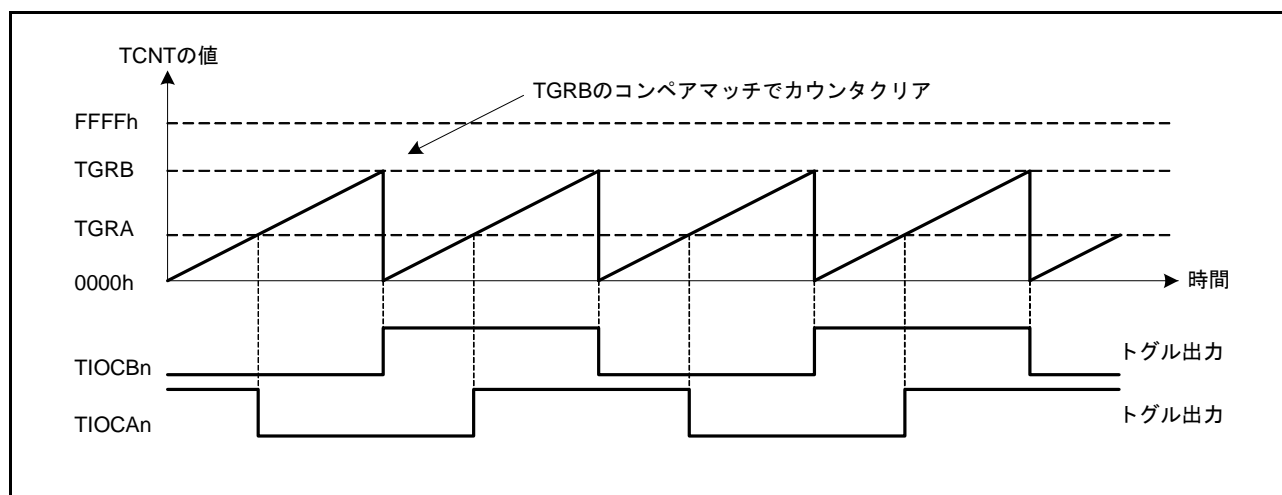 TCNTの値
TGRBのコンペアマッチでカウンタクリア
FFFFh
TGRB
TGRA
0000h
時間
TIOCBn
トグル出力
TIOCAn
トグル出力